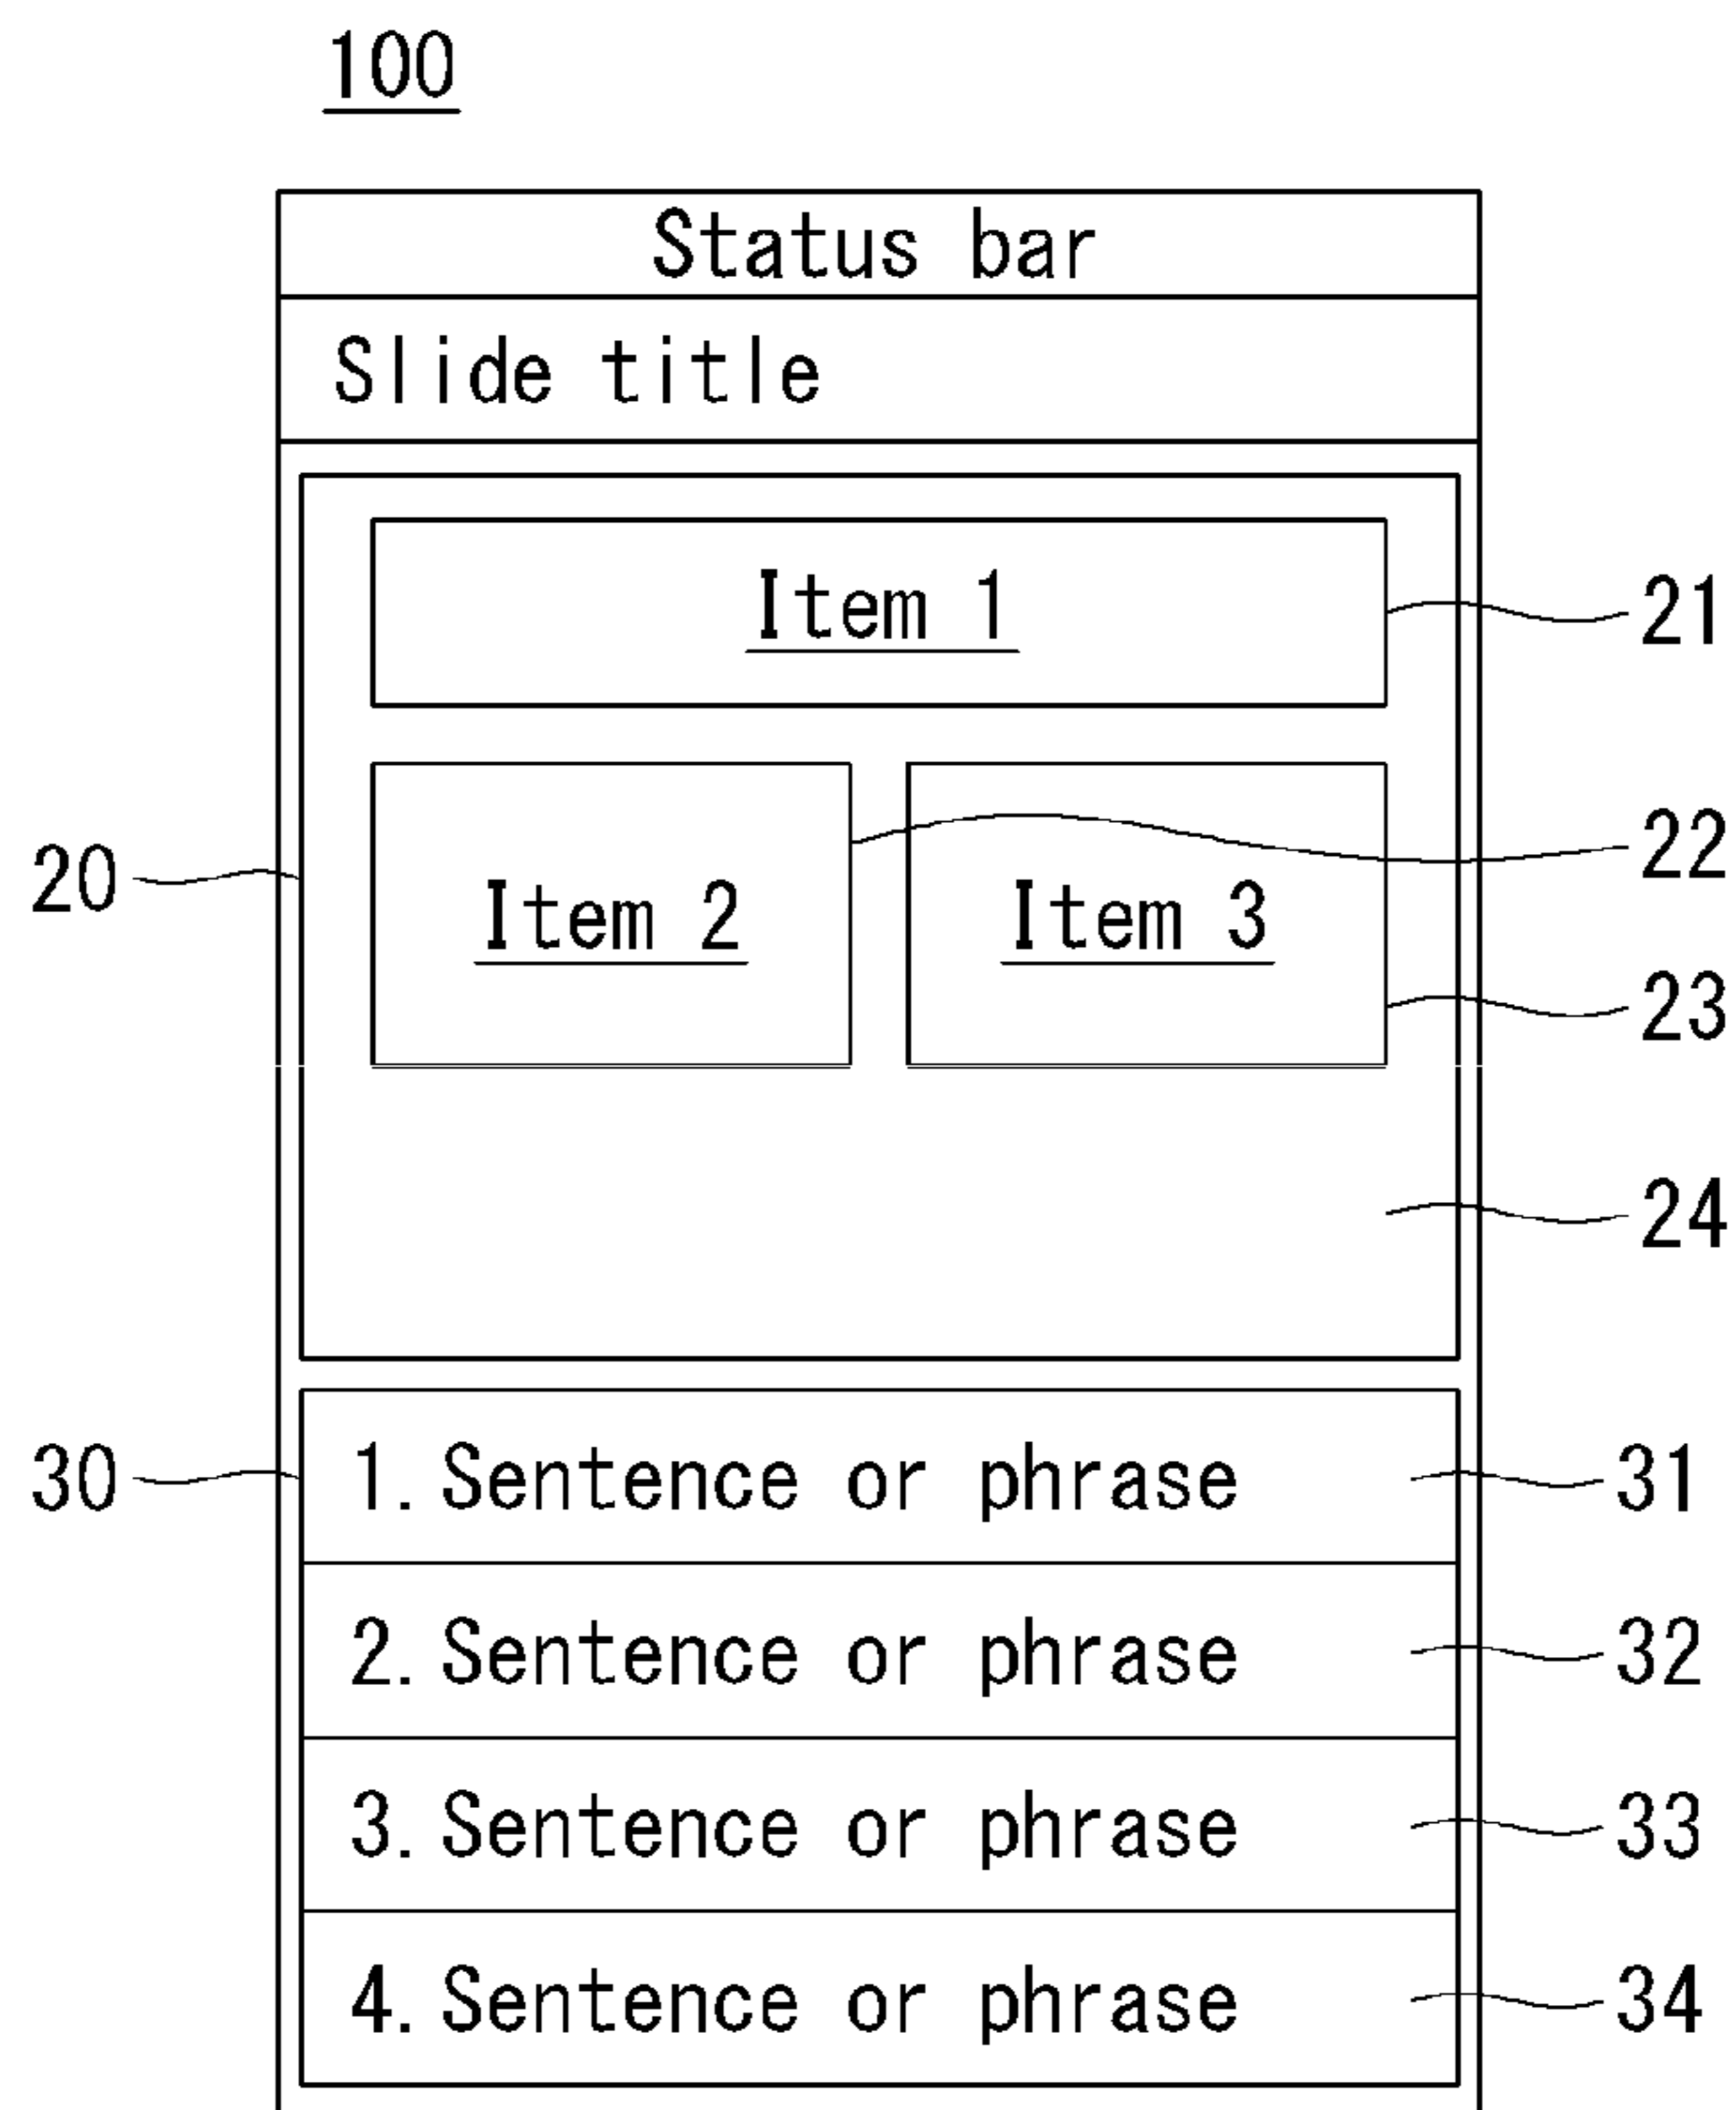 100
Status bar
Slide title
Item 1
21
22
20
Item 2 Item 3
23
24
30
1. Sentence or phrase
31
2. Sentence or phrase
32
3. Sentence or phrase
33
4. Sentence or phrase
34